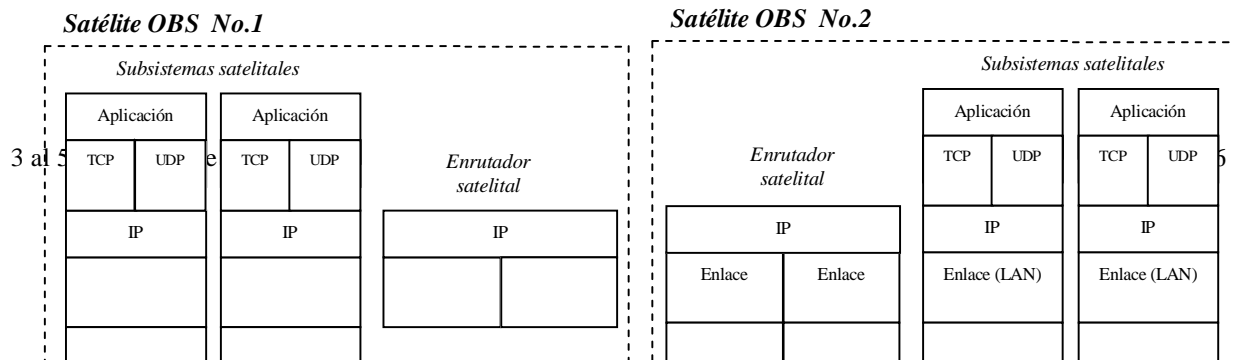 Satélite OBS No.1
Subsistemas satelitales
Aplicación Aplicación
3 al 5 TCP UDP e TCP UDP
Enrutador
satelital
IP IP IP
Satélite OBS No.2
Subsistemas satelitales
Aplicación Aplicación
Enrutador
satelital
TCP UDP TCP UDP 6
IP IP IP
Enlace Enlace Enlace (LAN) Enlace (LAN)